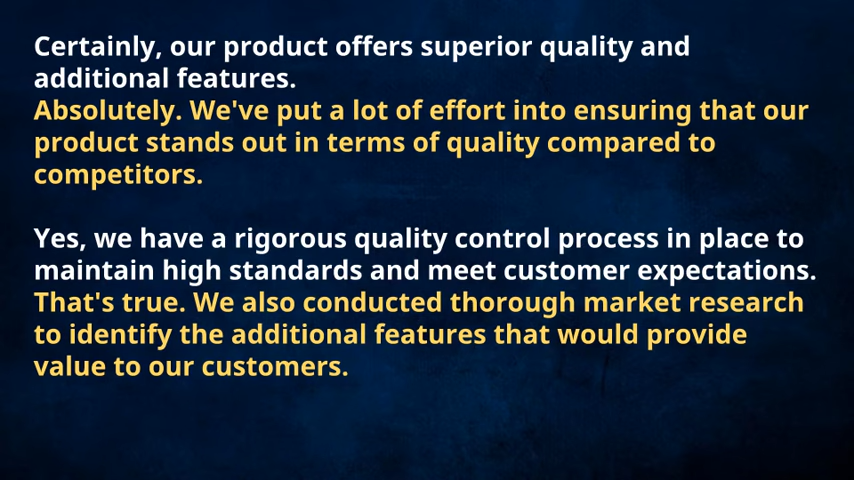 Certainly, our product offers superior quality and
additional features.
Absolutely. We've put a lot of effort into ensuring that our
product stands out in terms of quality compared to
competitors.
Yes, we have a rigorous quality control process in place to
maintain high standards and meet customer expectations.
That's true. We also conducted thorough market research
to identify the additional features that would provide
value to our customers.